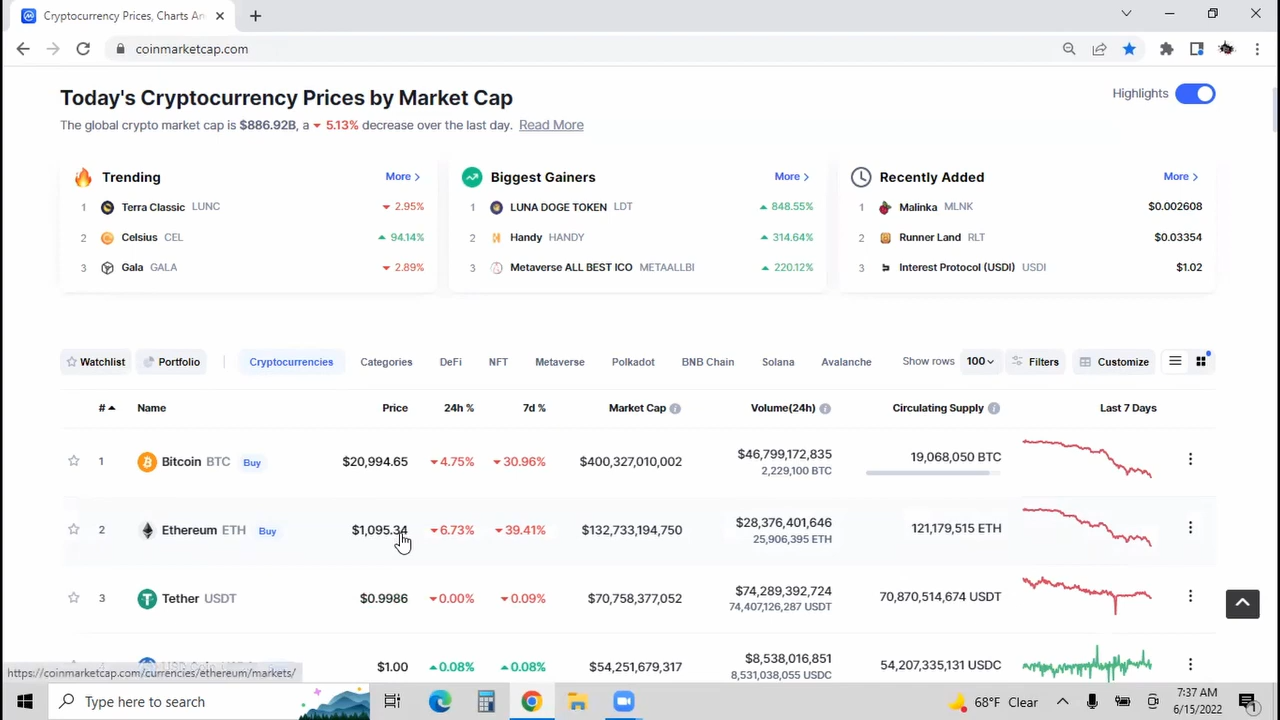 Cryptocurrency Prices, Charts An
coinmarketcap.com
Today's Cryptocurrency Prices by Market Cap
Highlights
The global crypto market cap is $886.92B, a 5.13% decrease over the last day. Read More
Trending More
1 Terra Classic LUNC 2.95%
2 Celsius CEL 94.14%
3 Gala GALA 2.89%
Biggest Gainers More
1 LUNA DOGE TOKEN LDT 848.55%
2 Handy HANDY 314.64%
3 Metaverse ALL BEST ICO METAALLBI 220.12%
Recently Added More
1 Malinka MLNK $0.002608
2 Runner Land RLT $0.03354
3 Interest Protocol (USDI) USDI $1.02
Watchlist Portfolio Cryptocurrencies Categories DeFi NFT Metaverse Polkadot BNB Chain Solana Avalanche Show rows 100 Filters Customize
# Name Price 24h % 7d % Market Cap Volume(24h) Circulating Supply Last 7 Days
1 Bitcoin BTC Buy $20,994.65 4.75% 30.96% $400,327,010,002 $46,799,172,835 19,068,050 BTC
2,229,100 BTC
2 Ethereum ETH Buy $1,095.34 6.73% 39.41% $132,733,194,750 $28,376,401,646 121,179,515 ETH
25,906,395 ETH
3 Tether USDT $0.9986 0.00% 0.09% $70,758,377,052 $74,289,392,724 70,870,514,674 USDT
74,407,126,287 USDT
$1.00 0.08% 0.08% $54,251,679,317 $8,538,016,851 54,207,335,131 USDC
8,531,038,055 USDC
https://coinmarketcap.com/currencies/ethereum/markets/
Type here to search
68°F Clear
7:37 AM
6/15/2022
1